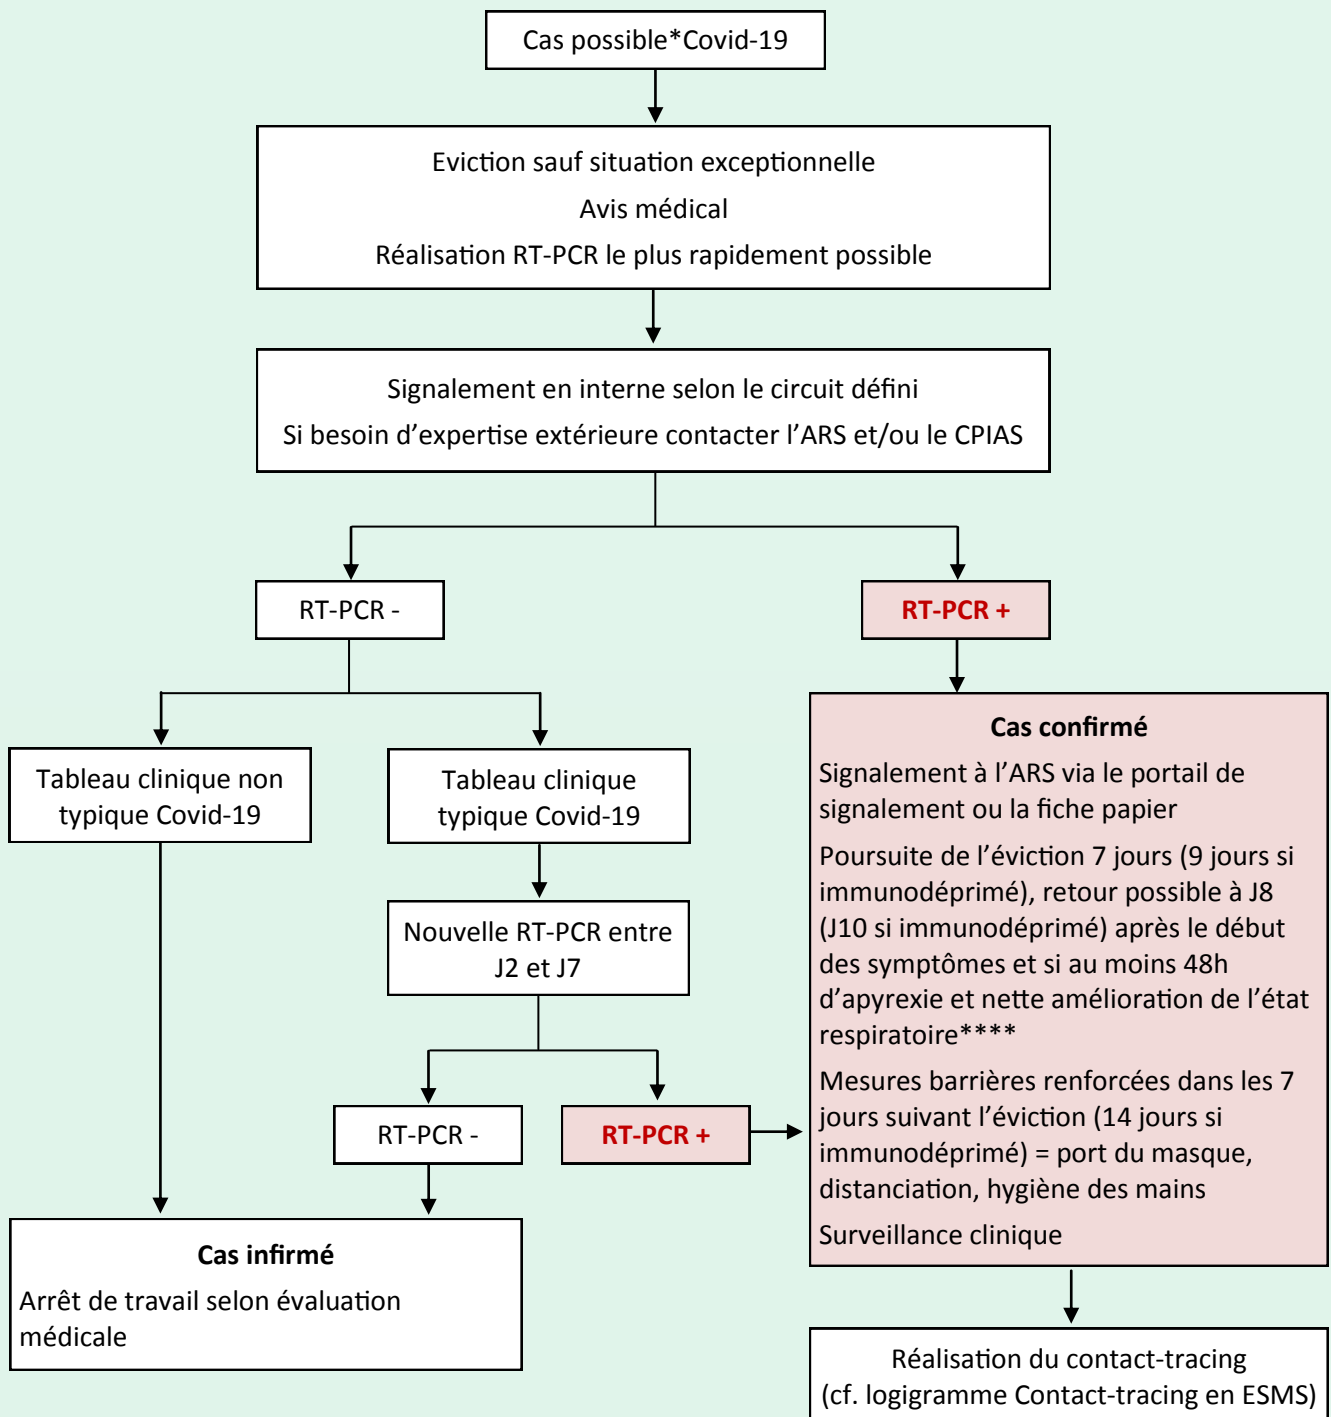 Cas possible*Covid-19
Eviction sauf situation exceptionnelle
Avis médical
Réalisation RT-PCR le plus rapidement possible
Signalement en interne selon le circuit défini
Si besoin d’expertise extérieure contacter l’ARS et/ou le CPIAS
RT-PCR -
RT-PCR +
Tableau clinique non
typique Covid-19
Tableau clinique
typique Covid-19
Nouvelle RT-PCR entre
J2 et J7
RT-PCR -
RT-PCR +
Cas confirmé
Signalement à l’ARS via le portail de
signalement ou la fiche papier
Poursuite de l’éviction 7 jours (9 jours si
immunodéprimé), retour possible à J8
(J10 si immunodéprimé) après le début
des symptômes et si au moins 48h
d’apyrexie et nette amélioration de l’état
respiratoire****
Mesures barrières renforcées dans les 7
jours suivant l’éviction (14 jours si
immunodéprimé) = port du masque,
distanciation, hygiène des mains
Surveillance clinique
Cas infirmé
Arrêt de travail selon évaluation
médicale
Réalisation du contact-tracing
(cf. logigramme Contact-tracing en ESMS)